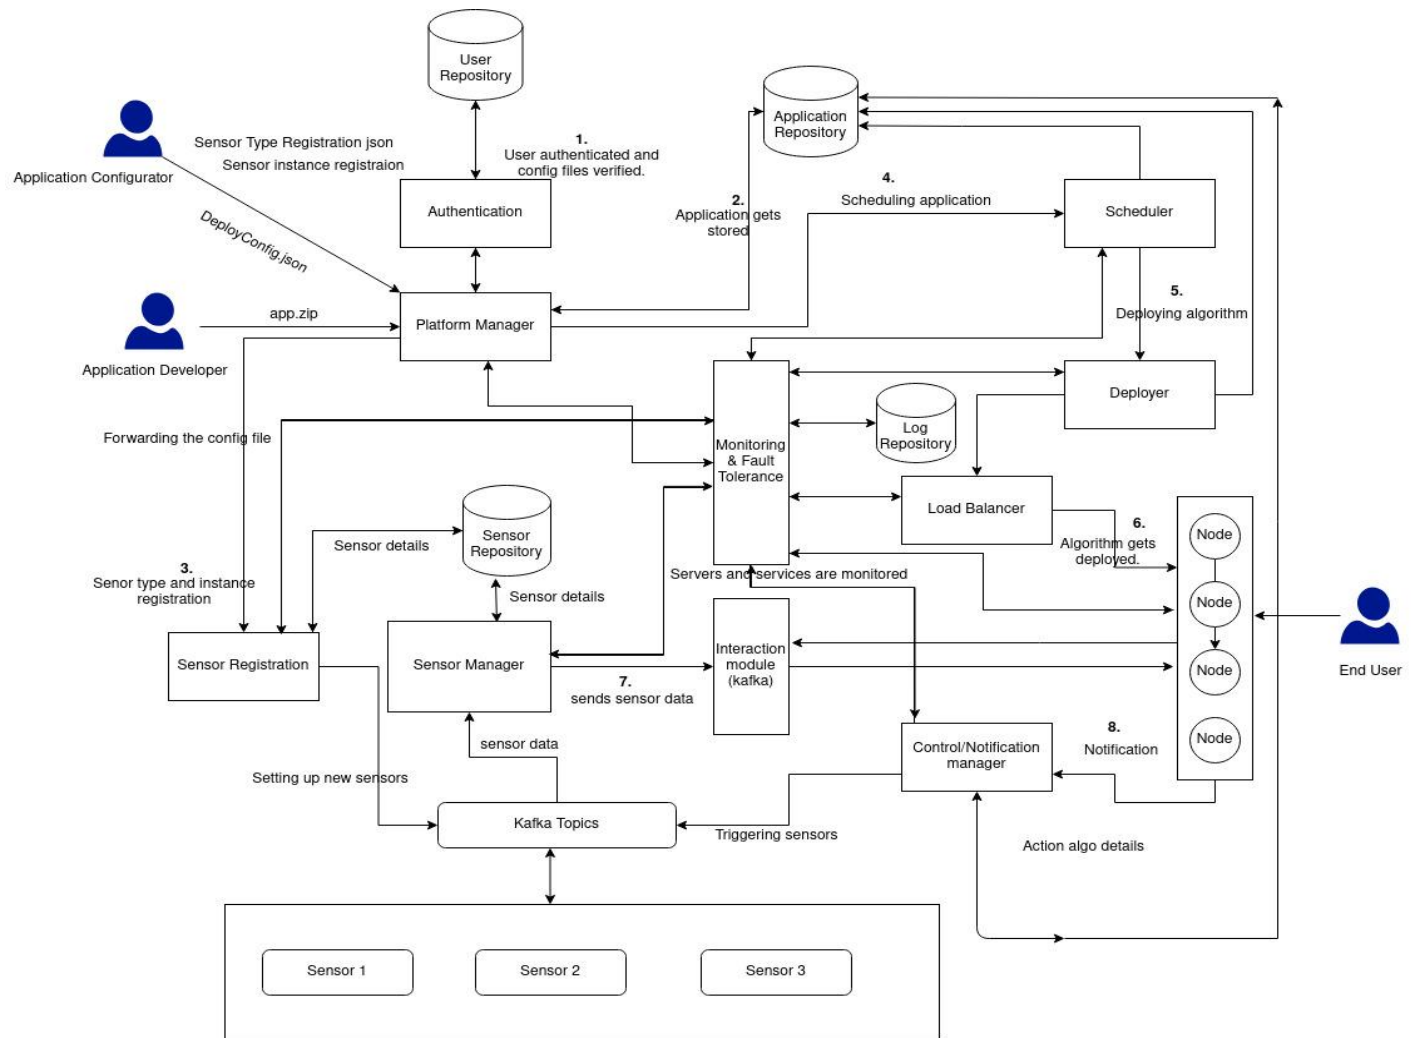 User
Repository
Application
Repository
Sensor Type Registration json
Sensor instance registraion
1.
User authenticated and
config files verified.
Application Configurator
DeployConfig.json
Authentication
2.
Application gets
stored
4.
Scheduling application
Scheduler
5.
Deploying algorithm
app.zip
Platform Manager
Application Developer
Forwarding the config file
Monitoring
& Fault
Tolerance
Log
Repository
Deployer
Load Balancer
6.
Algorithm gets
deployed.
Node
Node
Node
Node
End User
Sensor details
Sensor
Repository
Sensor details
Servers and services are monitored
3.
Senor type and instance
registration
Sensor Registration
Sensor Manager
7.
sends sensor data
Interaction
module
(kafka)
Control/Notification
manager
8.
Notification
sensor data
Setting up new sensors
Kafka Topics
Triggering sensors
Action algo details
Sensor 1
Sensor 2
Sensor 3